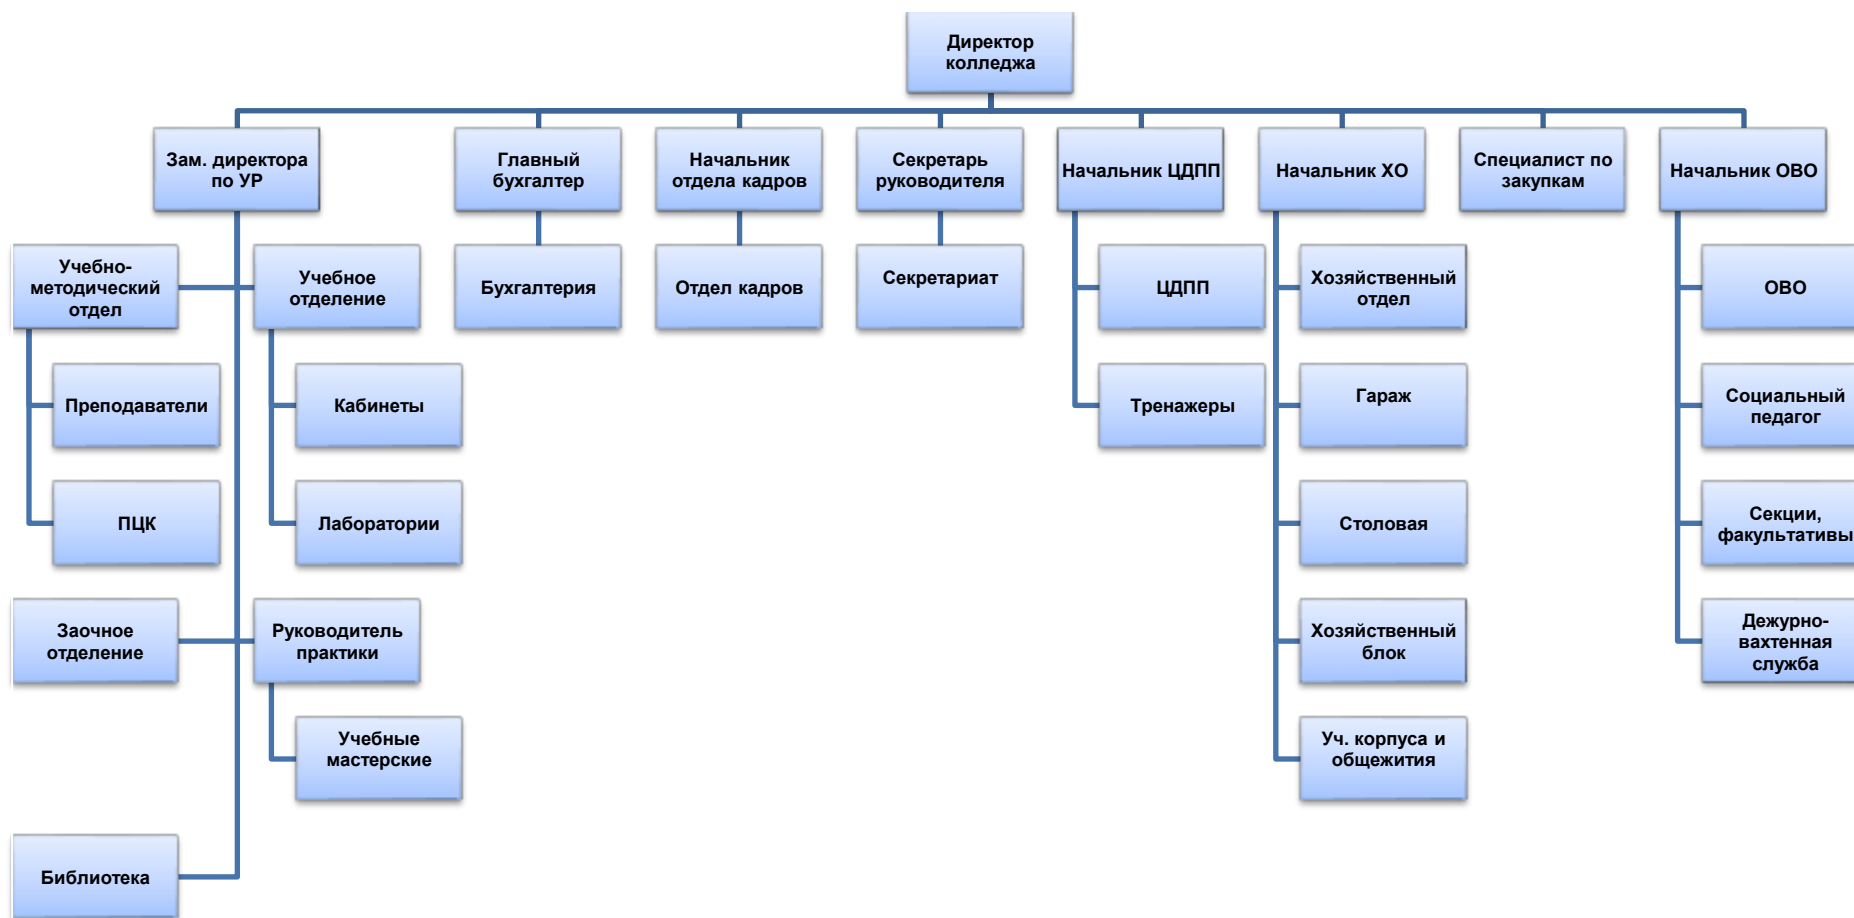 Директор
колледжа
Зам. директора
по УР
Главный
бухгалтер
Начальник
отдела кадров
Секретарь
руководителя
Начальник ЦДПП
Начальник ХО
Специалист по
закупкам
Начальник ОВО
Учебно-
методический
отдел
Учебное
отделение
Бухгалтерия
Отдел кадров
Секретариат
ЦДПП
Хозяйственный
отдел
ОВО
Преподаватели
Кабинеты
Тренажеры
Гараж
Социальный
педагог
ПЦК
Лаборатории
Столовая
Секции,
факультативы
Заочное
отделение
Руководитель
практики
Хозяйственный
блок
Дежурно-
вахтенная
служба
Учебные
мастерские
Уч. корпуса и
общежития
Библиотека